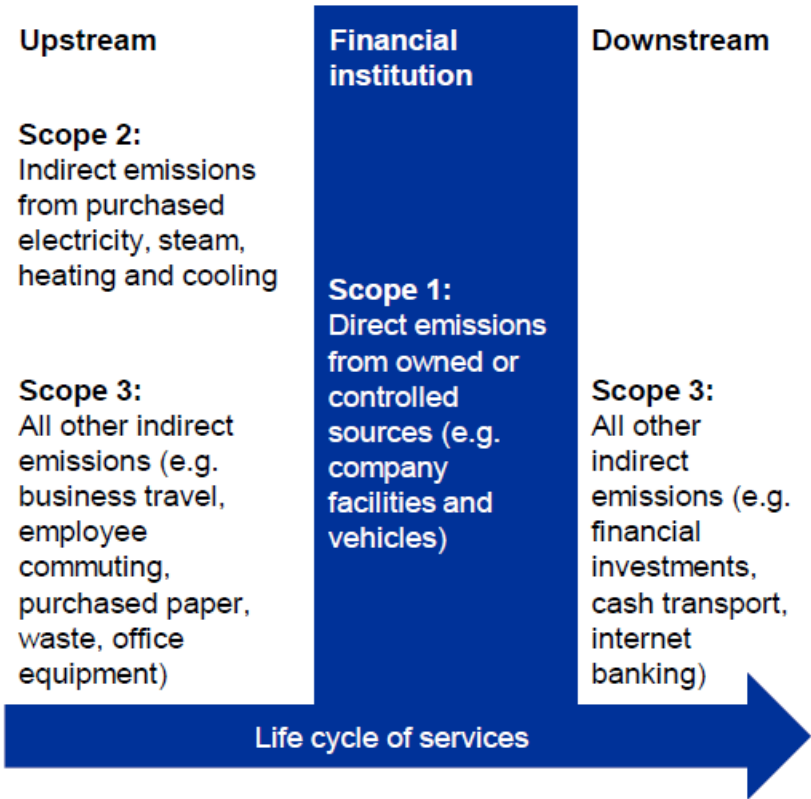 Upstream
Scope 2:
Indirect emissions
from purchased
electricity, steam,
heating and cooling
Scope 3:
All other indirect
emissions (e.g.
business travel,
employee
commuting,
purchased paper,
waste, office
equipment)
Financial
institution
Scope 1:
Direct emissions
from owned or
controlled
sources (e.g.
company
facilities and
vehicles)
Downstream
Scope 3:
All other
indirect
emissions (e.g.
financial
investments,
cash transport,
internet
banking)
Life cycle of services